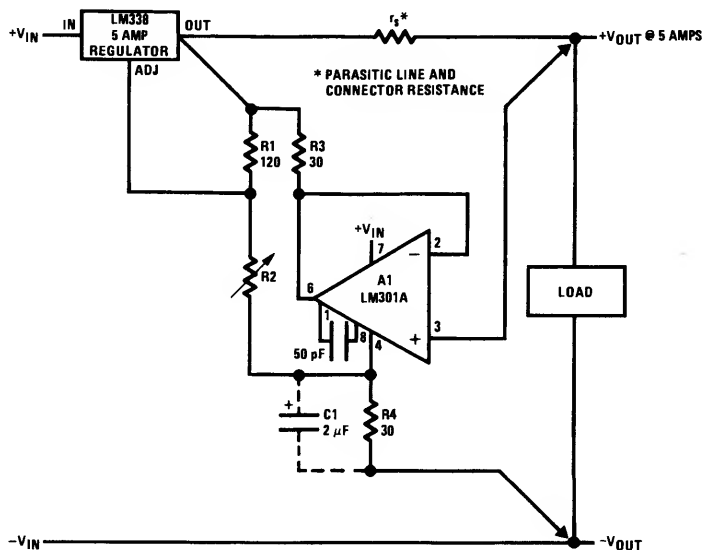 LM338
5 AMP
REGULATOR
IN
OUT
ADJ
+VIN
rs*
+VOUT @ 5 AMPS
* PARASITIC LINE AND
CONNECTOR RESISTANCE
R1
120
R3
30
+VIN
7
2
−
A1
LM301A
6
R2
1
8
4
3
+
50 pF
LOAD
+
C1
2 μF
R4
30
−VIN
−VOUT